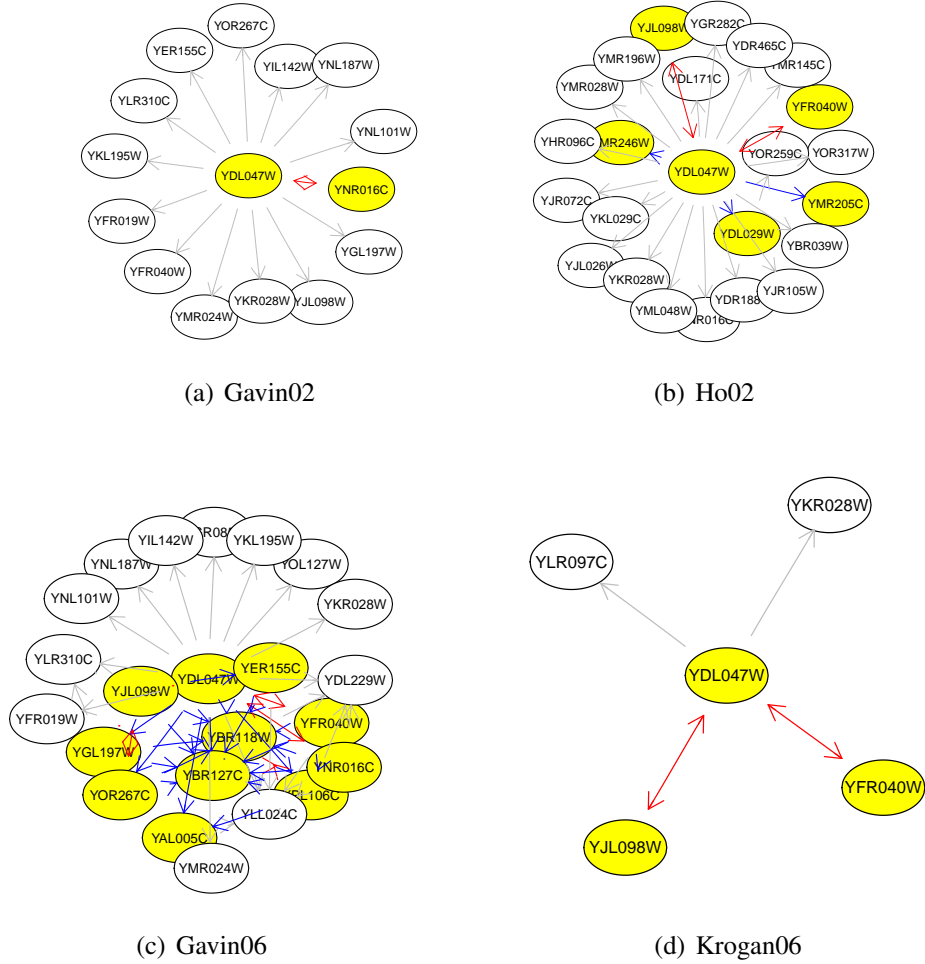 YOR267C
YER155C
YIL142W
YNL187W
YLR310C
YNL101W
YKL195W
YDL047W
YNR016C
YFR019W
YGL197W
YFR040W
YMR024W
YKR028W
YJL098W
(a) Gavin02
YJL098W
YGR282C
YMR196W
YDR465C
YMR145C
YDL171C
YMR028W
YFR040W
YHR096C
MR246W
YOR259C
YOR317W
YDL047W
YJR072C
YMR205C
YKL029C
YDL029W
YBR039W
YJL026W
YKR028W
YDR188
YJR105W
YML048W
NR016C
(b) Ho02
YIL142W
YKL195W
YNL187W
YOL127W
YNL101W
YKR028W
YLR310C
YER155C
YDL047W
YDL229W
YJL098W
YFR019W
YFR040W
YBR118W
YGL197W
YNR016C
YBR127C
YOR267C
YLL024C
YAL005C
YMR024W
(c) Gavin06
YKR028W
YLR097C
YDL047W
YFR040W
YJL098W
(d) Krogan06